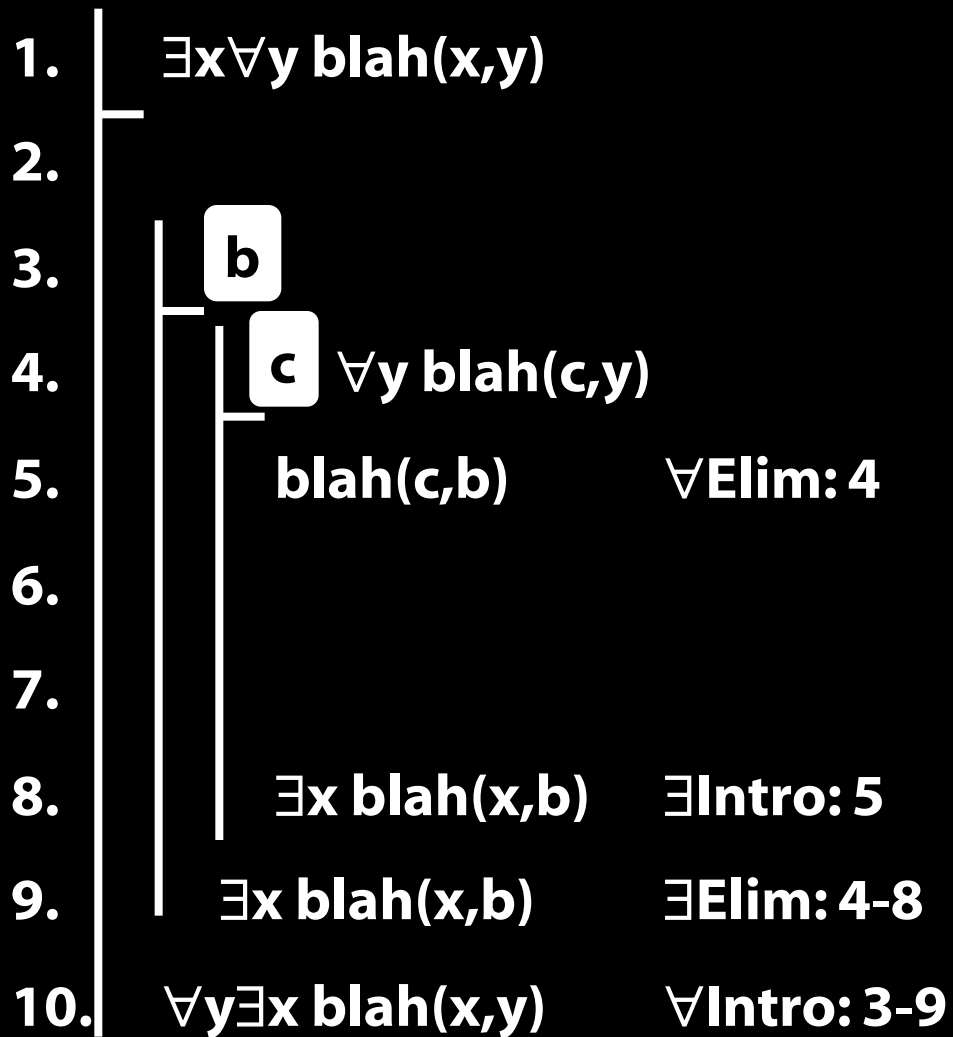 1. ∃x∀y blah(x,y)
2.
3. b
4. c ∀y blah(c,y)
5. blah(c,b) ∀Elim: 4
6.
7.
8. ∃x blah(x,b) ∃Intro: 5
9. ∃x blah(x,b) ∃Elim: 4-8
10. ∀y∃x blah(x,y) ∀Intro: 3-9